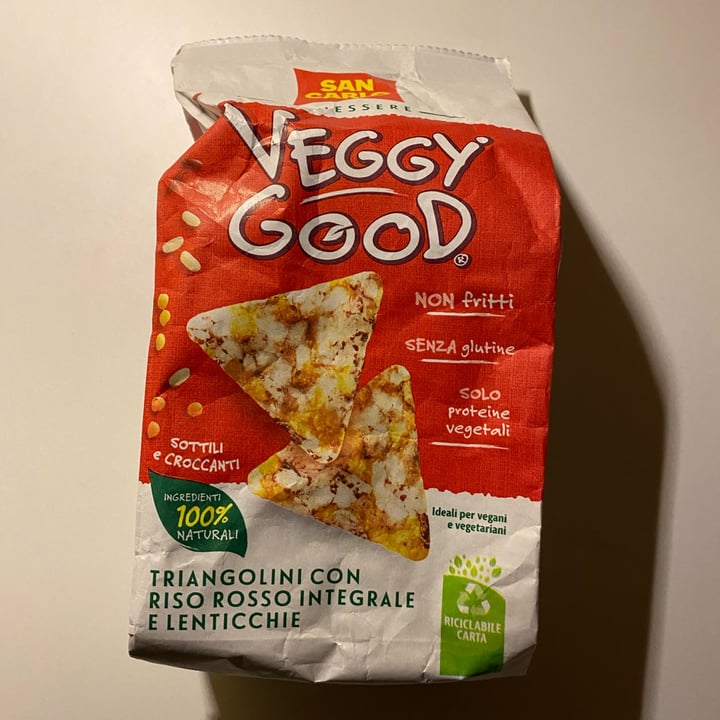 SAN
CARLO
VEGGY
GOOD®
NON fritti
SENZA glutine
SOLO
proteine
vegetali
SOTTILI
e CROCCANTI
INGREDIENTI
100%
NATURALI
Ideali per vegani
e vegetariani
TRIANGOLINI CON
RISO ROSSO INTEGRALE
E LENTICCHIE
RICICLABILE
CARTA